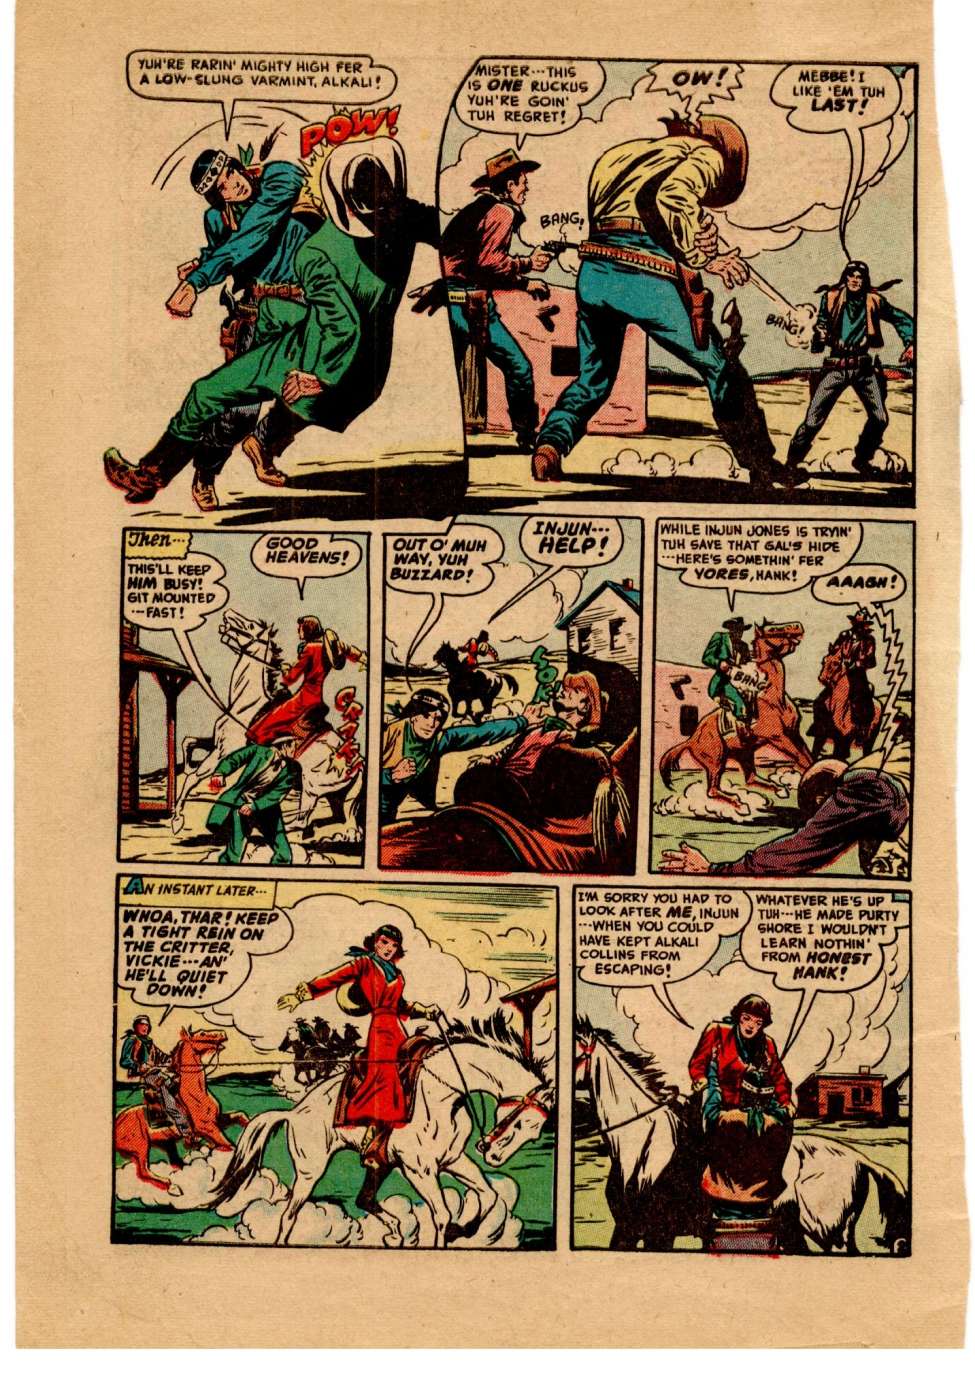 YUH'RE RARIN' MIGHTY HIGH FER
A LOW-SLUNG VARMINT, ALKALI!
POW!
MISTER---THIS
IS ONE RUCKUS
YUH'RE GOIN'
TUH REGRET!
OW!
MEBBE! I
LIKE 'EM TUH
LAST!
BANG!
BANG!
Then---
THIS'LL KEEP
HIM BUSY!
GIT MOUNTED
---FAST!
GOOD
HEAVENS!
OUT O' MUH
WAY, YUH
BUZZARD!
INJUN---
HELP!
WHILE INJUN JONES IS TRYIN'
TUH SAVE THAT GAL'S HIDE
---HERE'S SOMETHIN' FER
YORES, HANK!
AAAGH!
BANG!
AN INSTANT LATER---
WHOA, THAR! KEEP
A TIGHT REIN ON
THE CRITTER,
VICKIE---AN'
HE'LL QUIET
DOWN!
I'M SORRY YOU HAD TO
LOOK AFTER ME, INJUN
---WHEN YOU COULD
HAVE KEPT ALKALI
COLLINS FROM
ESCAPING!
WHATEVER HE'S UP
TUH---HE MADE PURTY
SHORE I WOULDN'T
LEARN NOTHIN'
FROM HONEST
HANK!